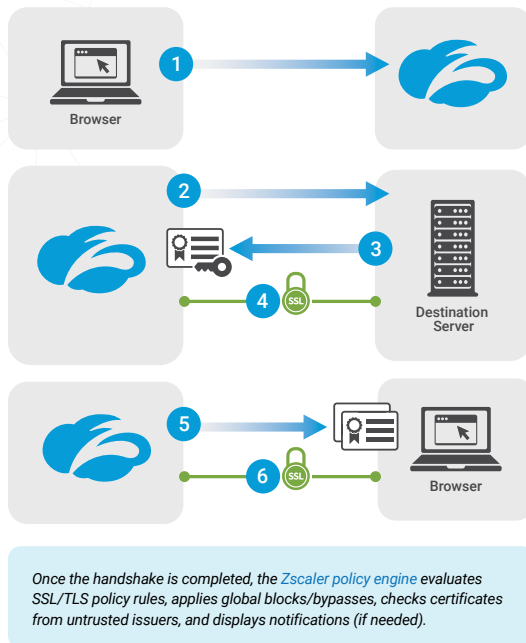 1
Browser
2
3
4
SSL
Destination
Server
5
6
SSL
Browser
Once the handshake is completed, the Zscaler policy engine evaluates
SSL/TLS policy rules, applies global blocks/bypasses, checks certificates
from untrusted issuers, and displays notifications (if needed).